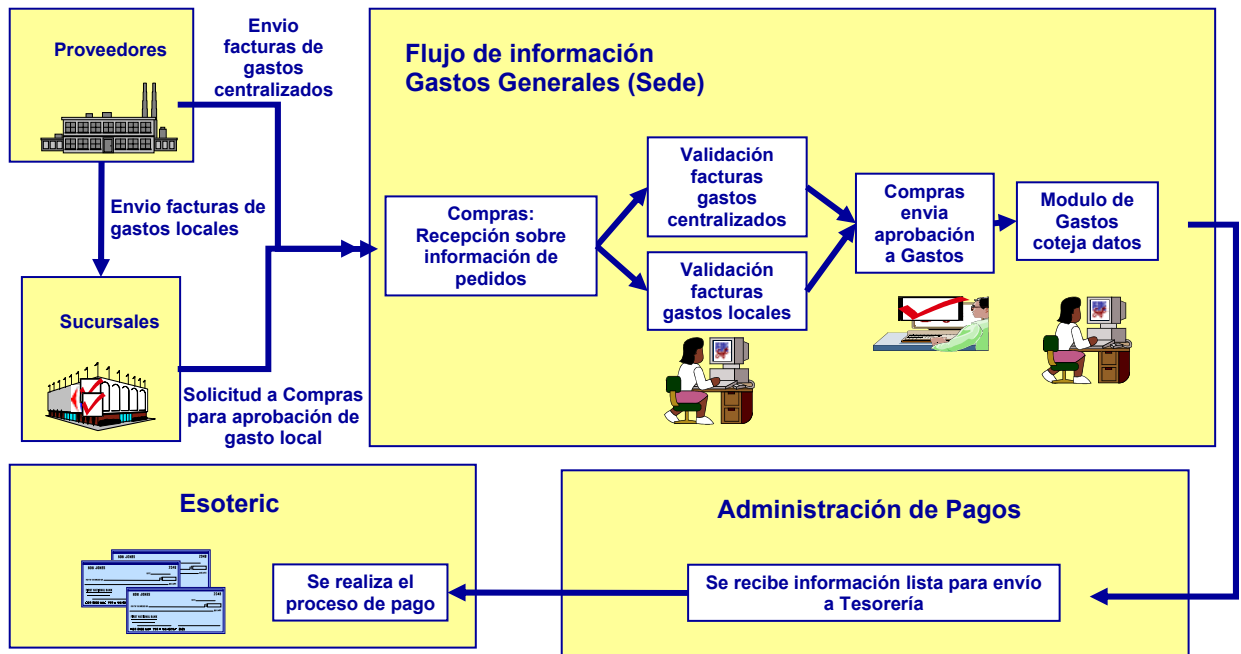 Proveedores
Envio
facturas de
gastos
centralizados
Envio facturas de
gastos locales
Sucursales
Solicitud a Compras
para aprobación de
gasto local
Flujo de información
Gastos Generales (Sede)
Compras:
Recepción sobre
información de
pedidos
Validación
facturas
gastos
centralizados
Validación
facturas
gastos locales
Compras
envia
aprobación
a Gastos
Modulo de
Gastos
coteja datos
Esoteric
Se realiza el
proceso de pago
Administración de Pagos
Se recibe información lista para envío
a Tesorería